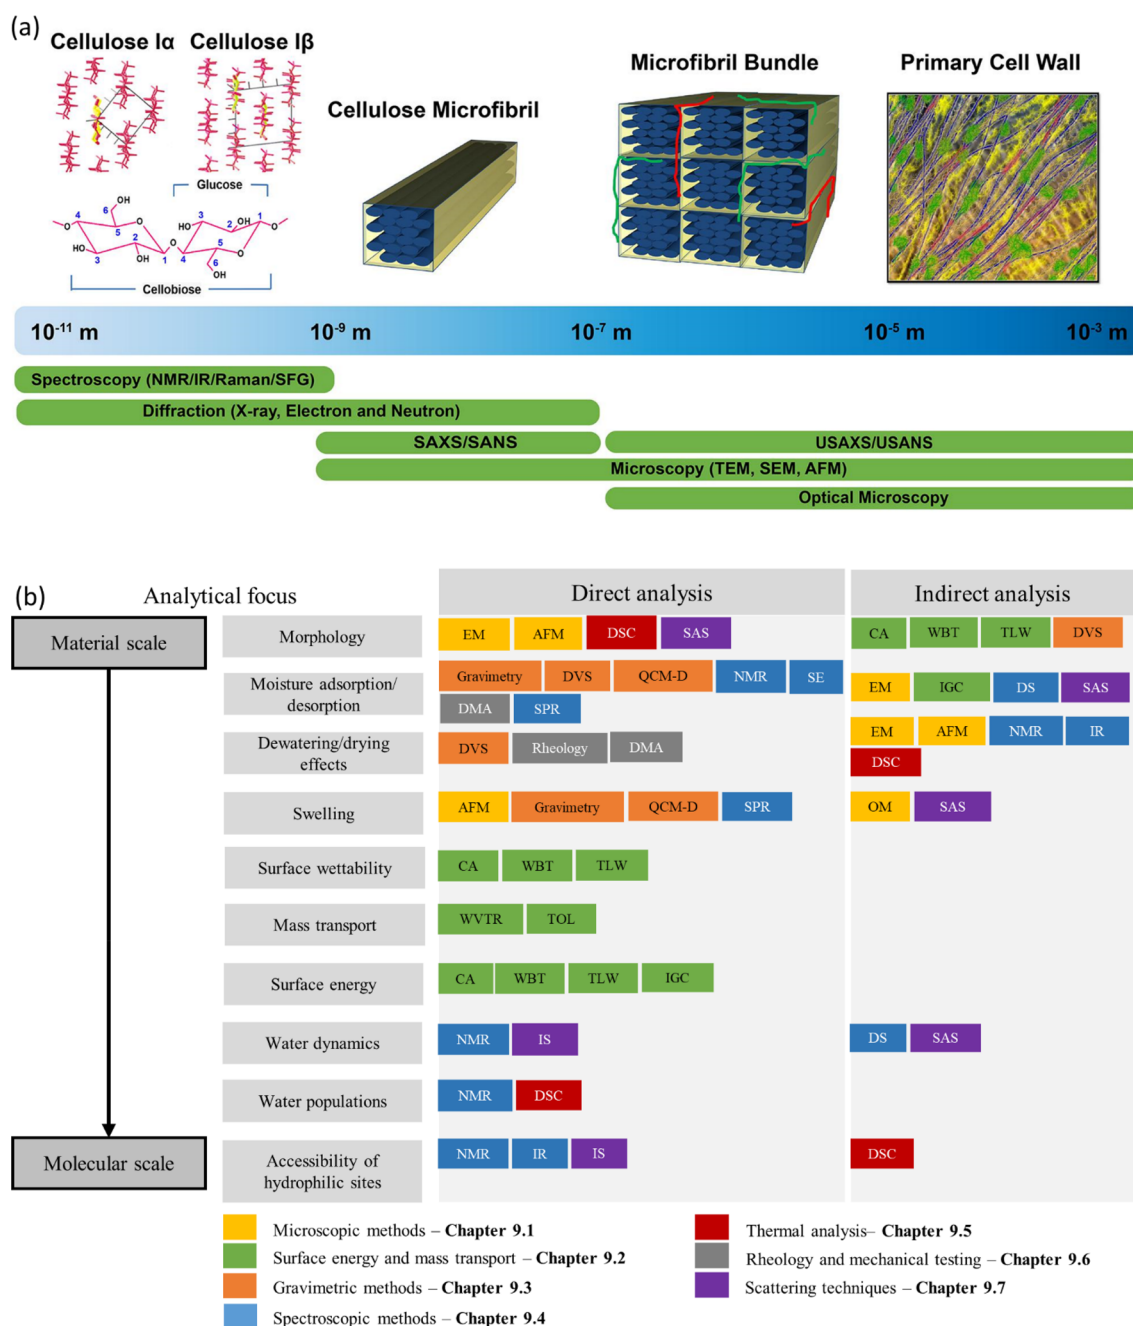 (a)
Cellulose Iα Cellulose Iβ
Cellulose Microfibril
Microfibril Bundle
Primary Cell Wall
Glucose
OH
6
4
O
5
O
3
2
OH
1
O
HO
2
HO
3
OH
1
O
4
5
O
6
OH
Cellobiose
10-11 m 10-9 m 10-7 m 10-5 m 10-3 m
Spectroscopy (NMR/IR/Raman/SFG)
Diffraction (X-ray, Electron and Neutron)
SAXS/SANS USAXS/USANS
Microscopy (TEM, SEM, AFM)
Optical Microscopy
(b)
Analytical focus Direct analysis Indirect analysis
Material scale
Morphology EM AFM DSC SAS CA WBT TLW DVS
Moisture adsorption/
desorption
Gravimetry DVS QCM-D NMR SE
DMA SPR
EM IGC DS SAS
Dewatering/drying
effects
DVS Rheology DMA
EM AFM NMR IR
DSC
Swelling AFM Gravimetry QCM-D SPR OM SAS
Surface wettability CA WBT TLW
Mass transport WVTR TOL
Surface energy CA WBT TLW IGC
Water dynamics NMR IS DS SAS
Water populations NMR DSC
Molecular scale
Accessibility of
hydrophilic sites
NMR IR IS DSC
Microscopic methods – Chapter 9.1
Surface energy and mass transport – Chapter 9.2
Gravimetric methods – Chapter 9.3
Spectroscopic methods – Chapter 9.4
Thermal analysis– Chapter 9.5
Rheology and mechanical testing – Chapter 9.6
Scattering techniques – Chapter 9.7